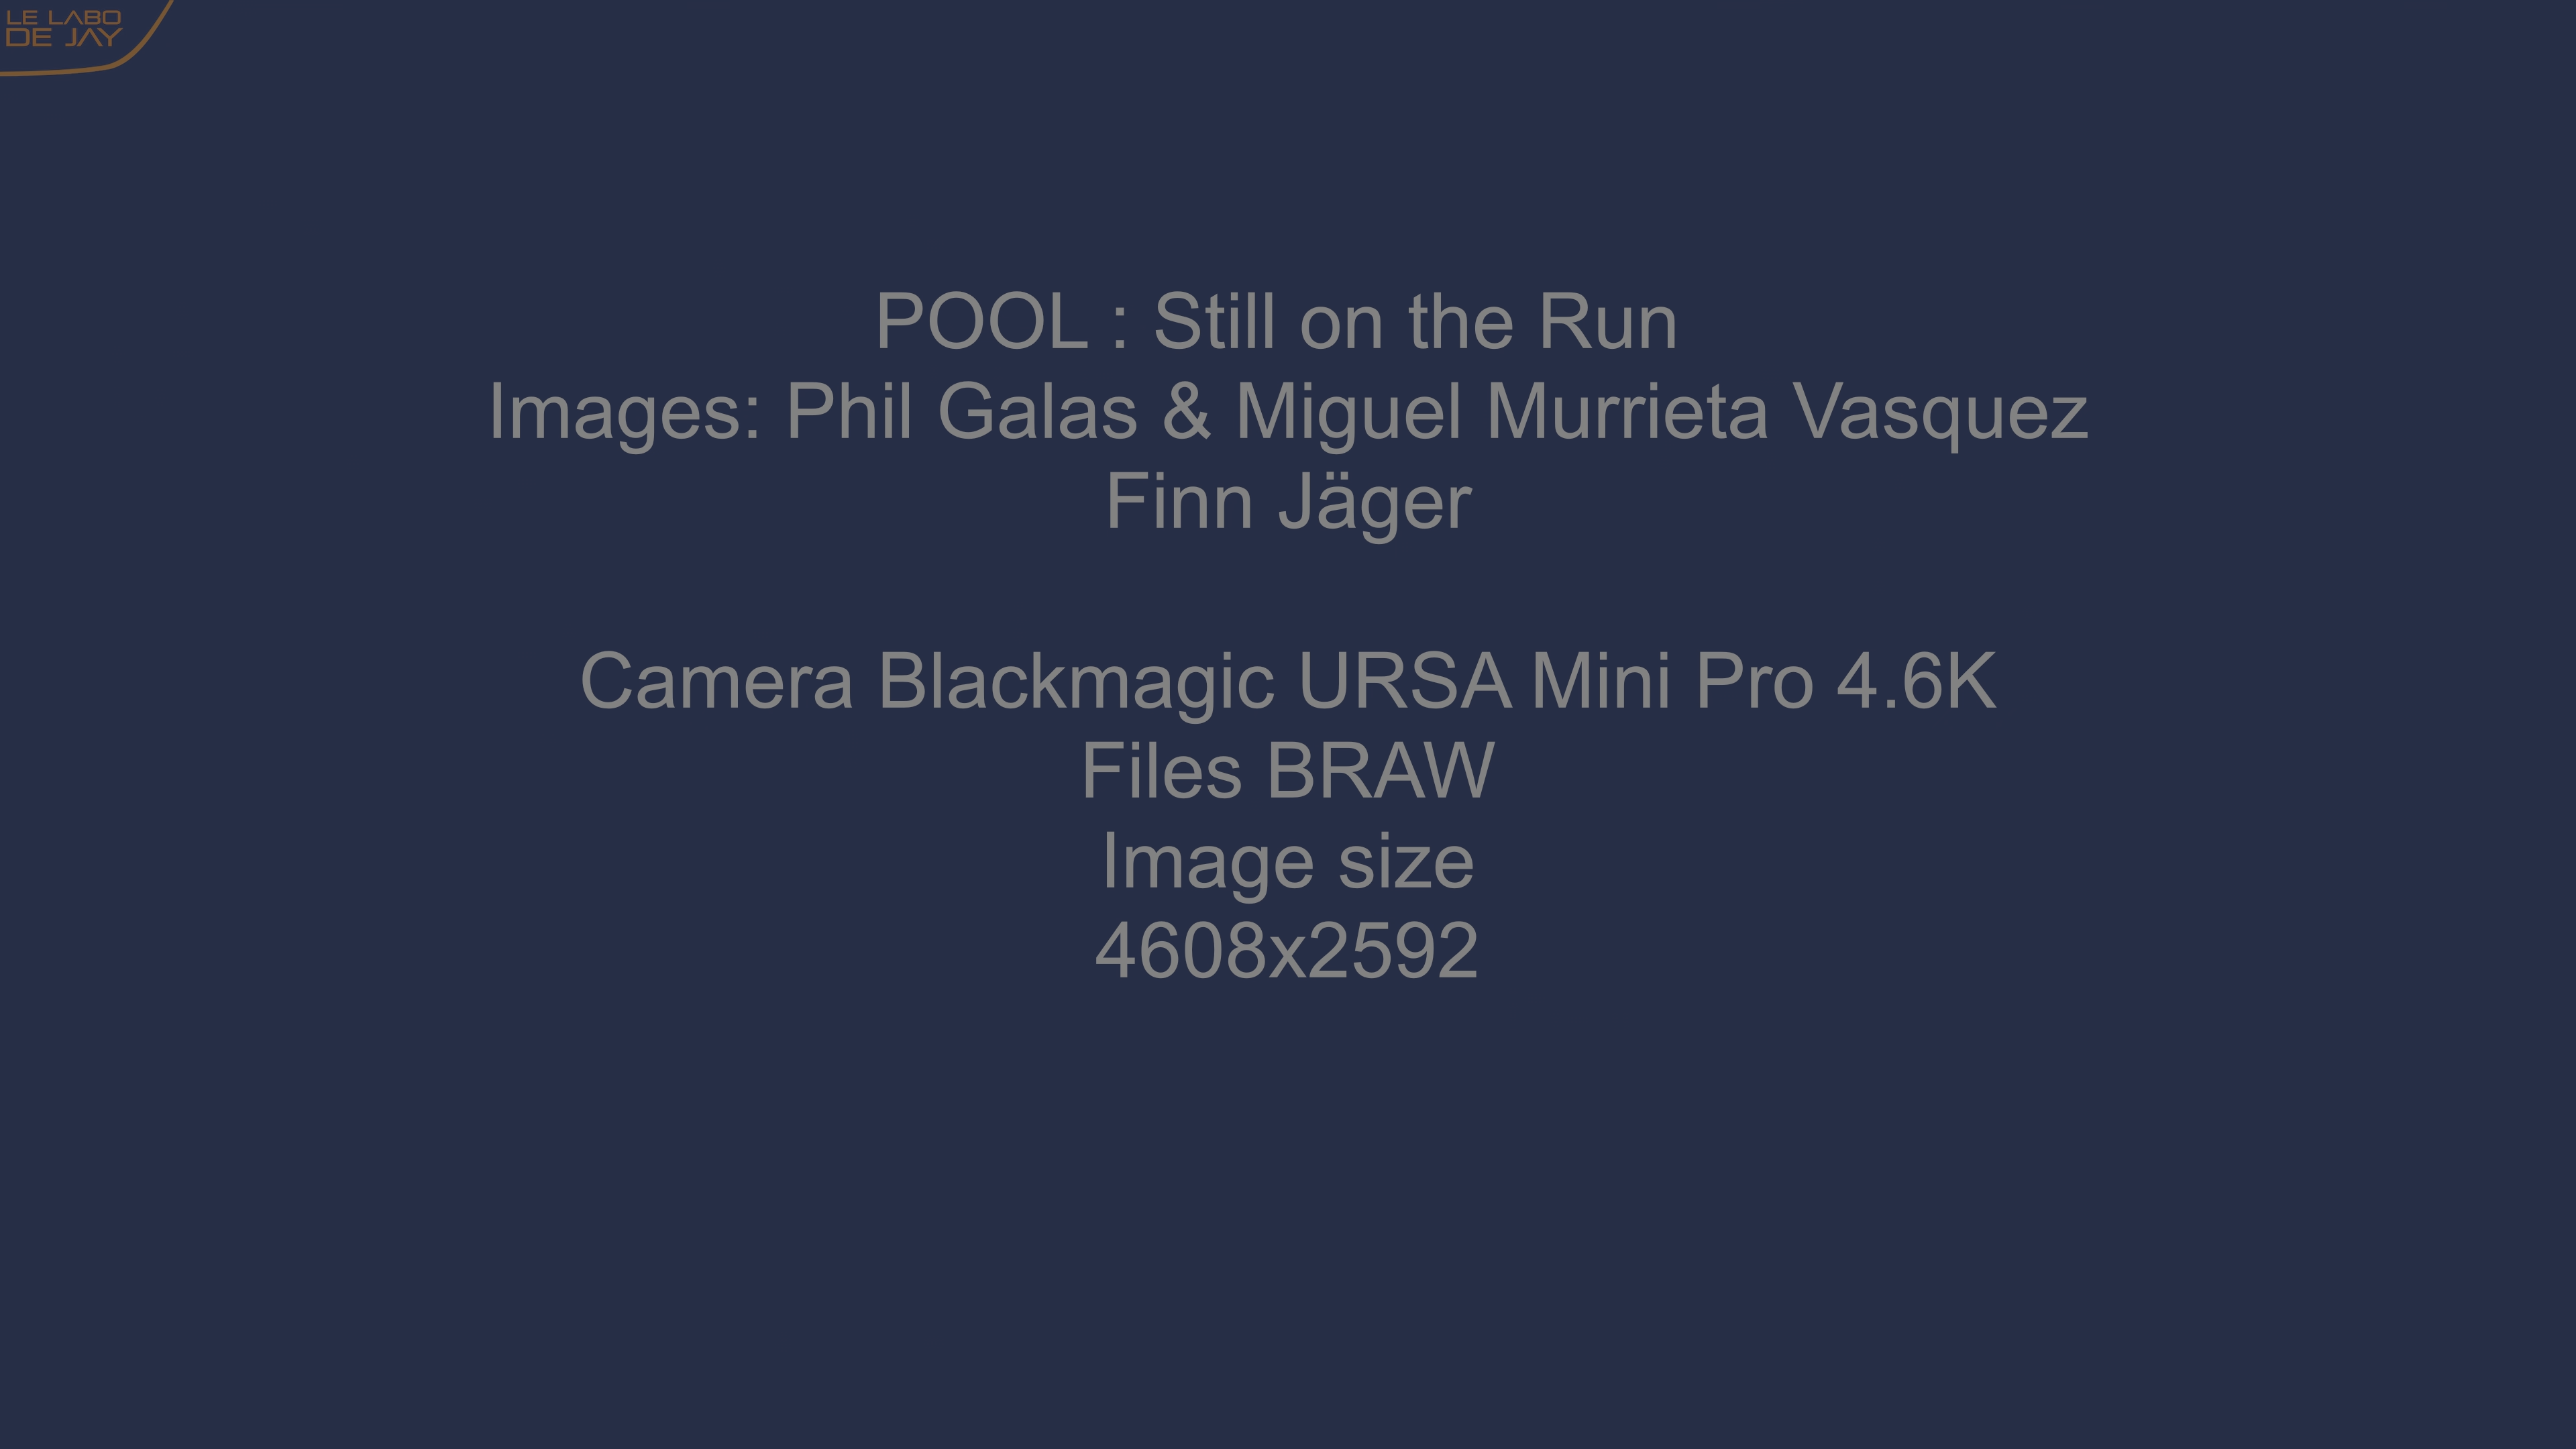 LE LABO
DE JAY
POOL : Still on the Run
Images: Phil Galas & Miguel Murrieta Vasquez
Finn Jäger
Camera Blackmagic URSA Mini Pro 4.6K
Files BRAW
Image size
4608x2592